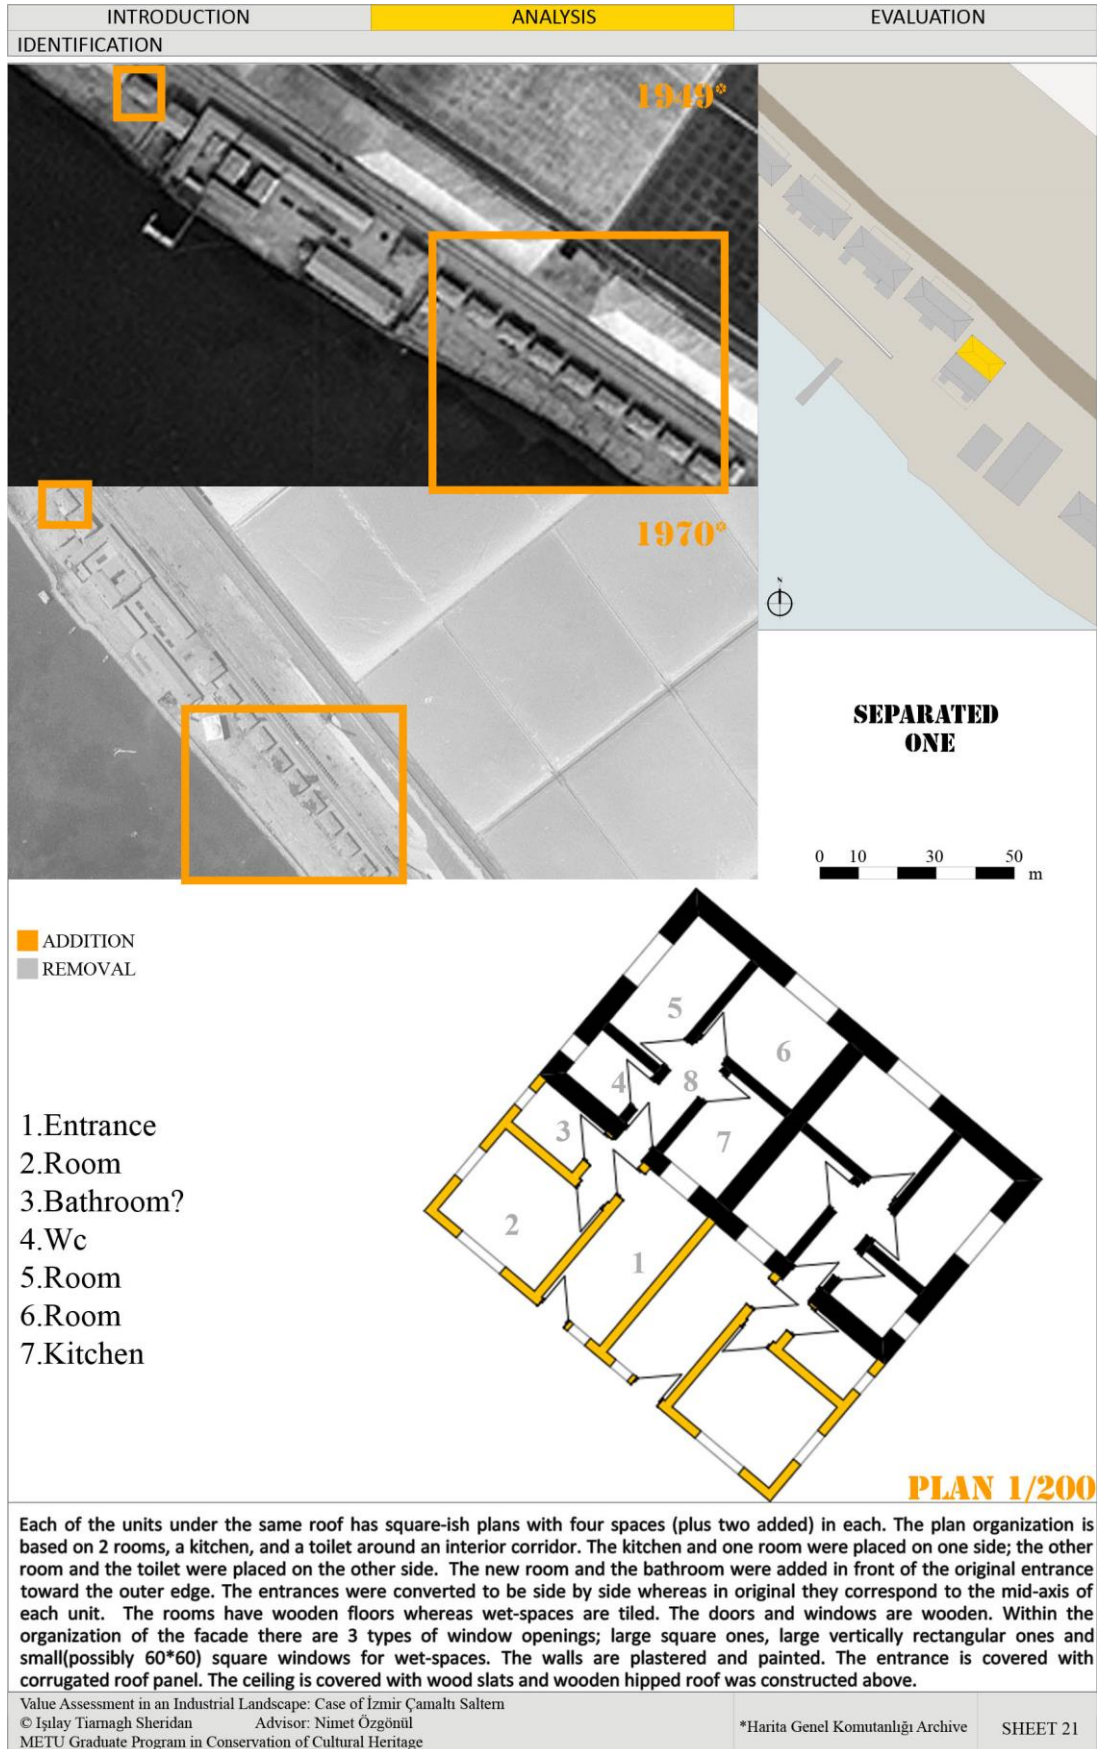 INTRODUCTION
ANALYSIS
EVALUATION
IDENTIFICATION
1949*
1970*
N
SEPARATED
ONE
0 10 30 50
m
ADDITION
REMOVAL
1.Entrance
2.Room
3.Bathroom?
4.Wc
5.Room
6.Room
7.Kitchen
5
6
8
4
3
7
2
1
PLAN 1/200
Each of the units under the same roof has square-ish plans with four spaces (plus two added) in each. The plan organization is
based on 2 rooms, a kitchen, and a toilet around an interior corridor. The kitchen and one room were placed on one side; the other
room and the toilet were placed on the other side. The new room and the bathroom were added in front of the original entrance
toward the outer edge. The entrances were converted to be side by side whereas in original they correspond to the mid-axis of
each unit. The rooms have wooden floors whereas wet-spaces are tiled. The doors and windows are wooden. Within the
organization of the facade there are 3 types of window openings; large square ones, large vertically rectangular ones and
small(possibly 60*60) square windows for wet-spaces. The walls are plastered and painted. The entrance is covered with
corrugated roof panel. The ceiling is covered with wood slats and wooden hipped roof was constructed above.
Value Assessment in an Industrial Landscape: Case of İzmir Çamaltı Saltern
© Işılay Tiarnagh Sheridan Advisor: Nimet Özgönül
METU Graduate Program in Conservation of Cultural Heritage
*Harita Genel Komutanlığı Archive
SHEET 21